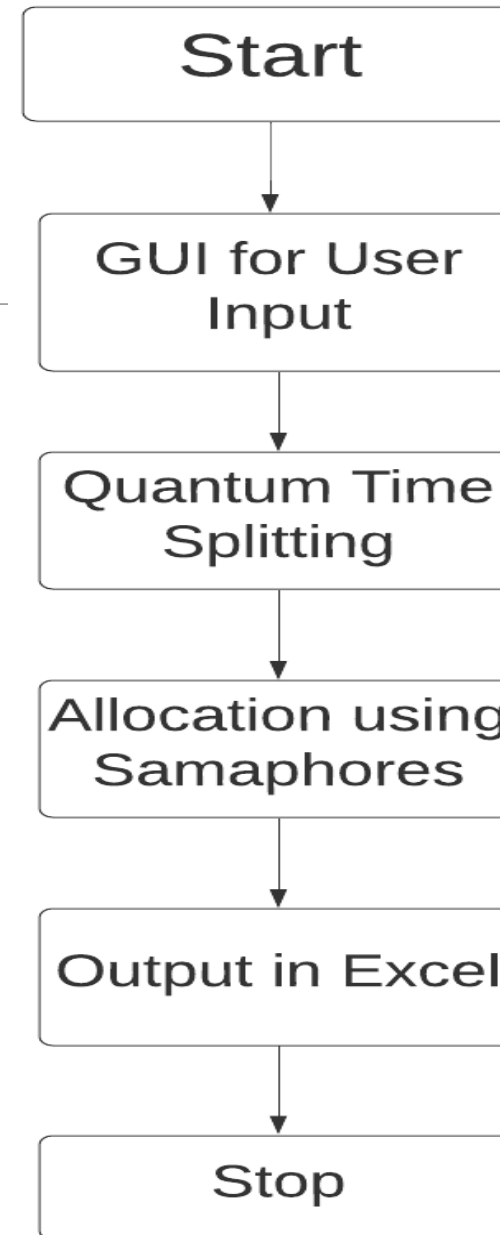 Start
GUI for User
Input
Quantum Time
Splitting
Allocation using
Samaphores
Output in Excel
Stop